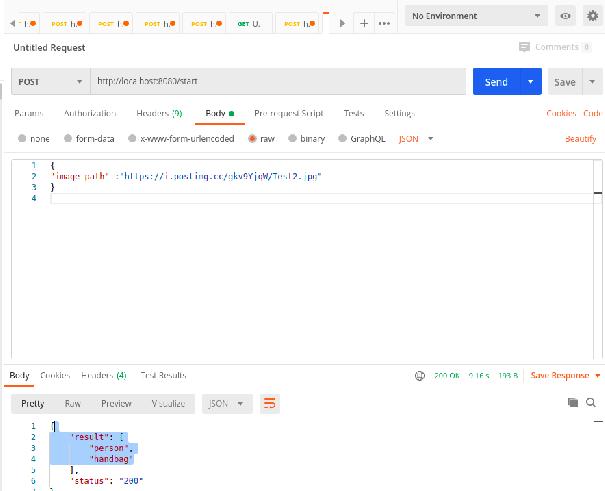 POST h. POST h. POST h. POST h. POST h. GET U. POST h. + ••• No Environment
Untitled Request
Comments 0
POST http://localhost:8080/start Send Save
Params Authorization Headers (9) Body Pre-request Script Tests Settings Cookies Code
none form-data x-www-form-urlencoded raw binary GraphQL JSON Beautify
1 {
2 "image_path" :"https://i.postimg.cc/gkv9YjqW/Test2.jpg"
3 }
4
Body Cookies Headers (4) Test Results 200 OK 9.16 s 193 B Save Response
Pretty Raw Preview Visualize JSON
1 {
2 "result": [
3 "person",
4 "handbag"
5 ],
6 "status": "200"